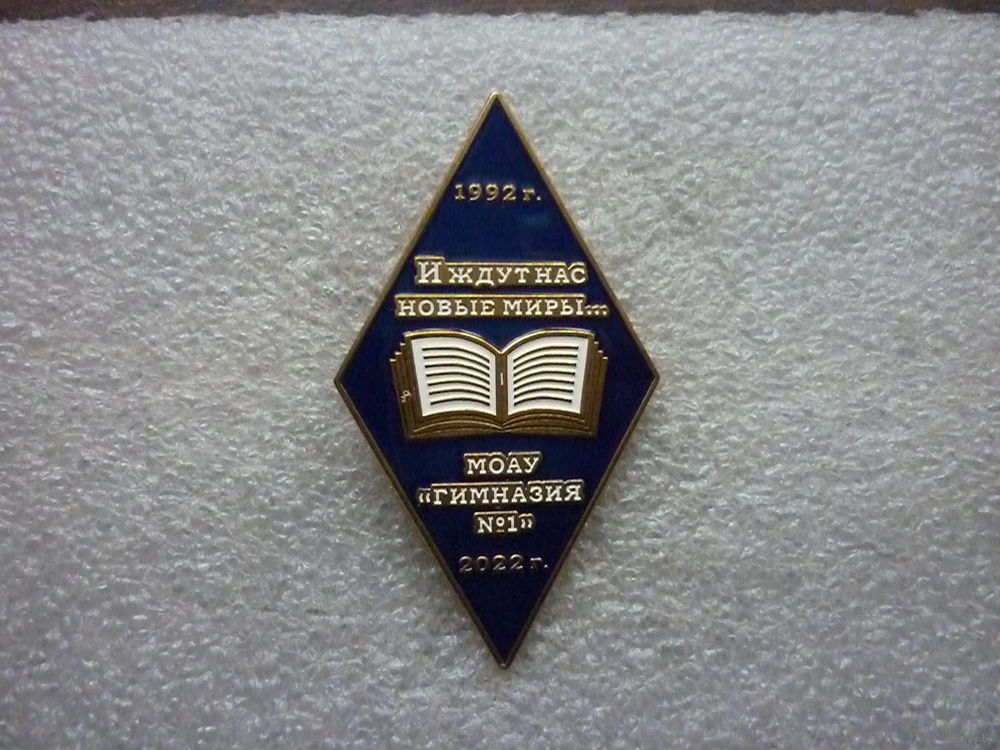 1992 г.
И ждут нас
новые миры...
МОАУ
“ГИМНАЗИЯ
№1”
2022 г.